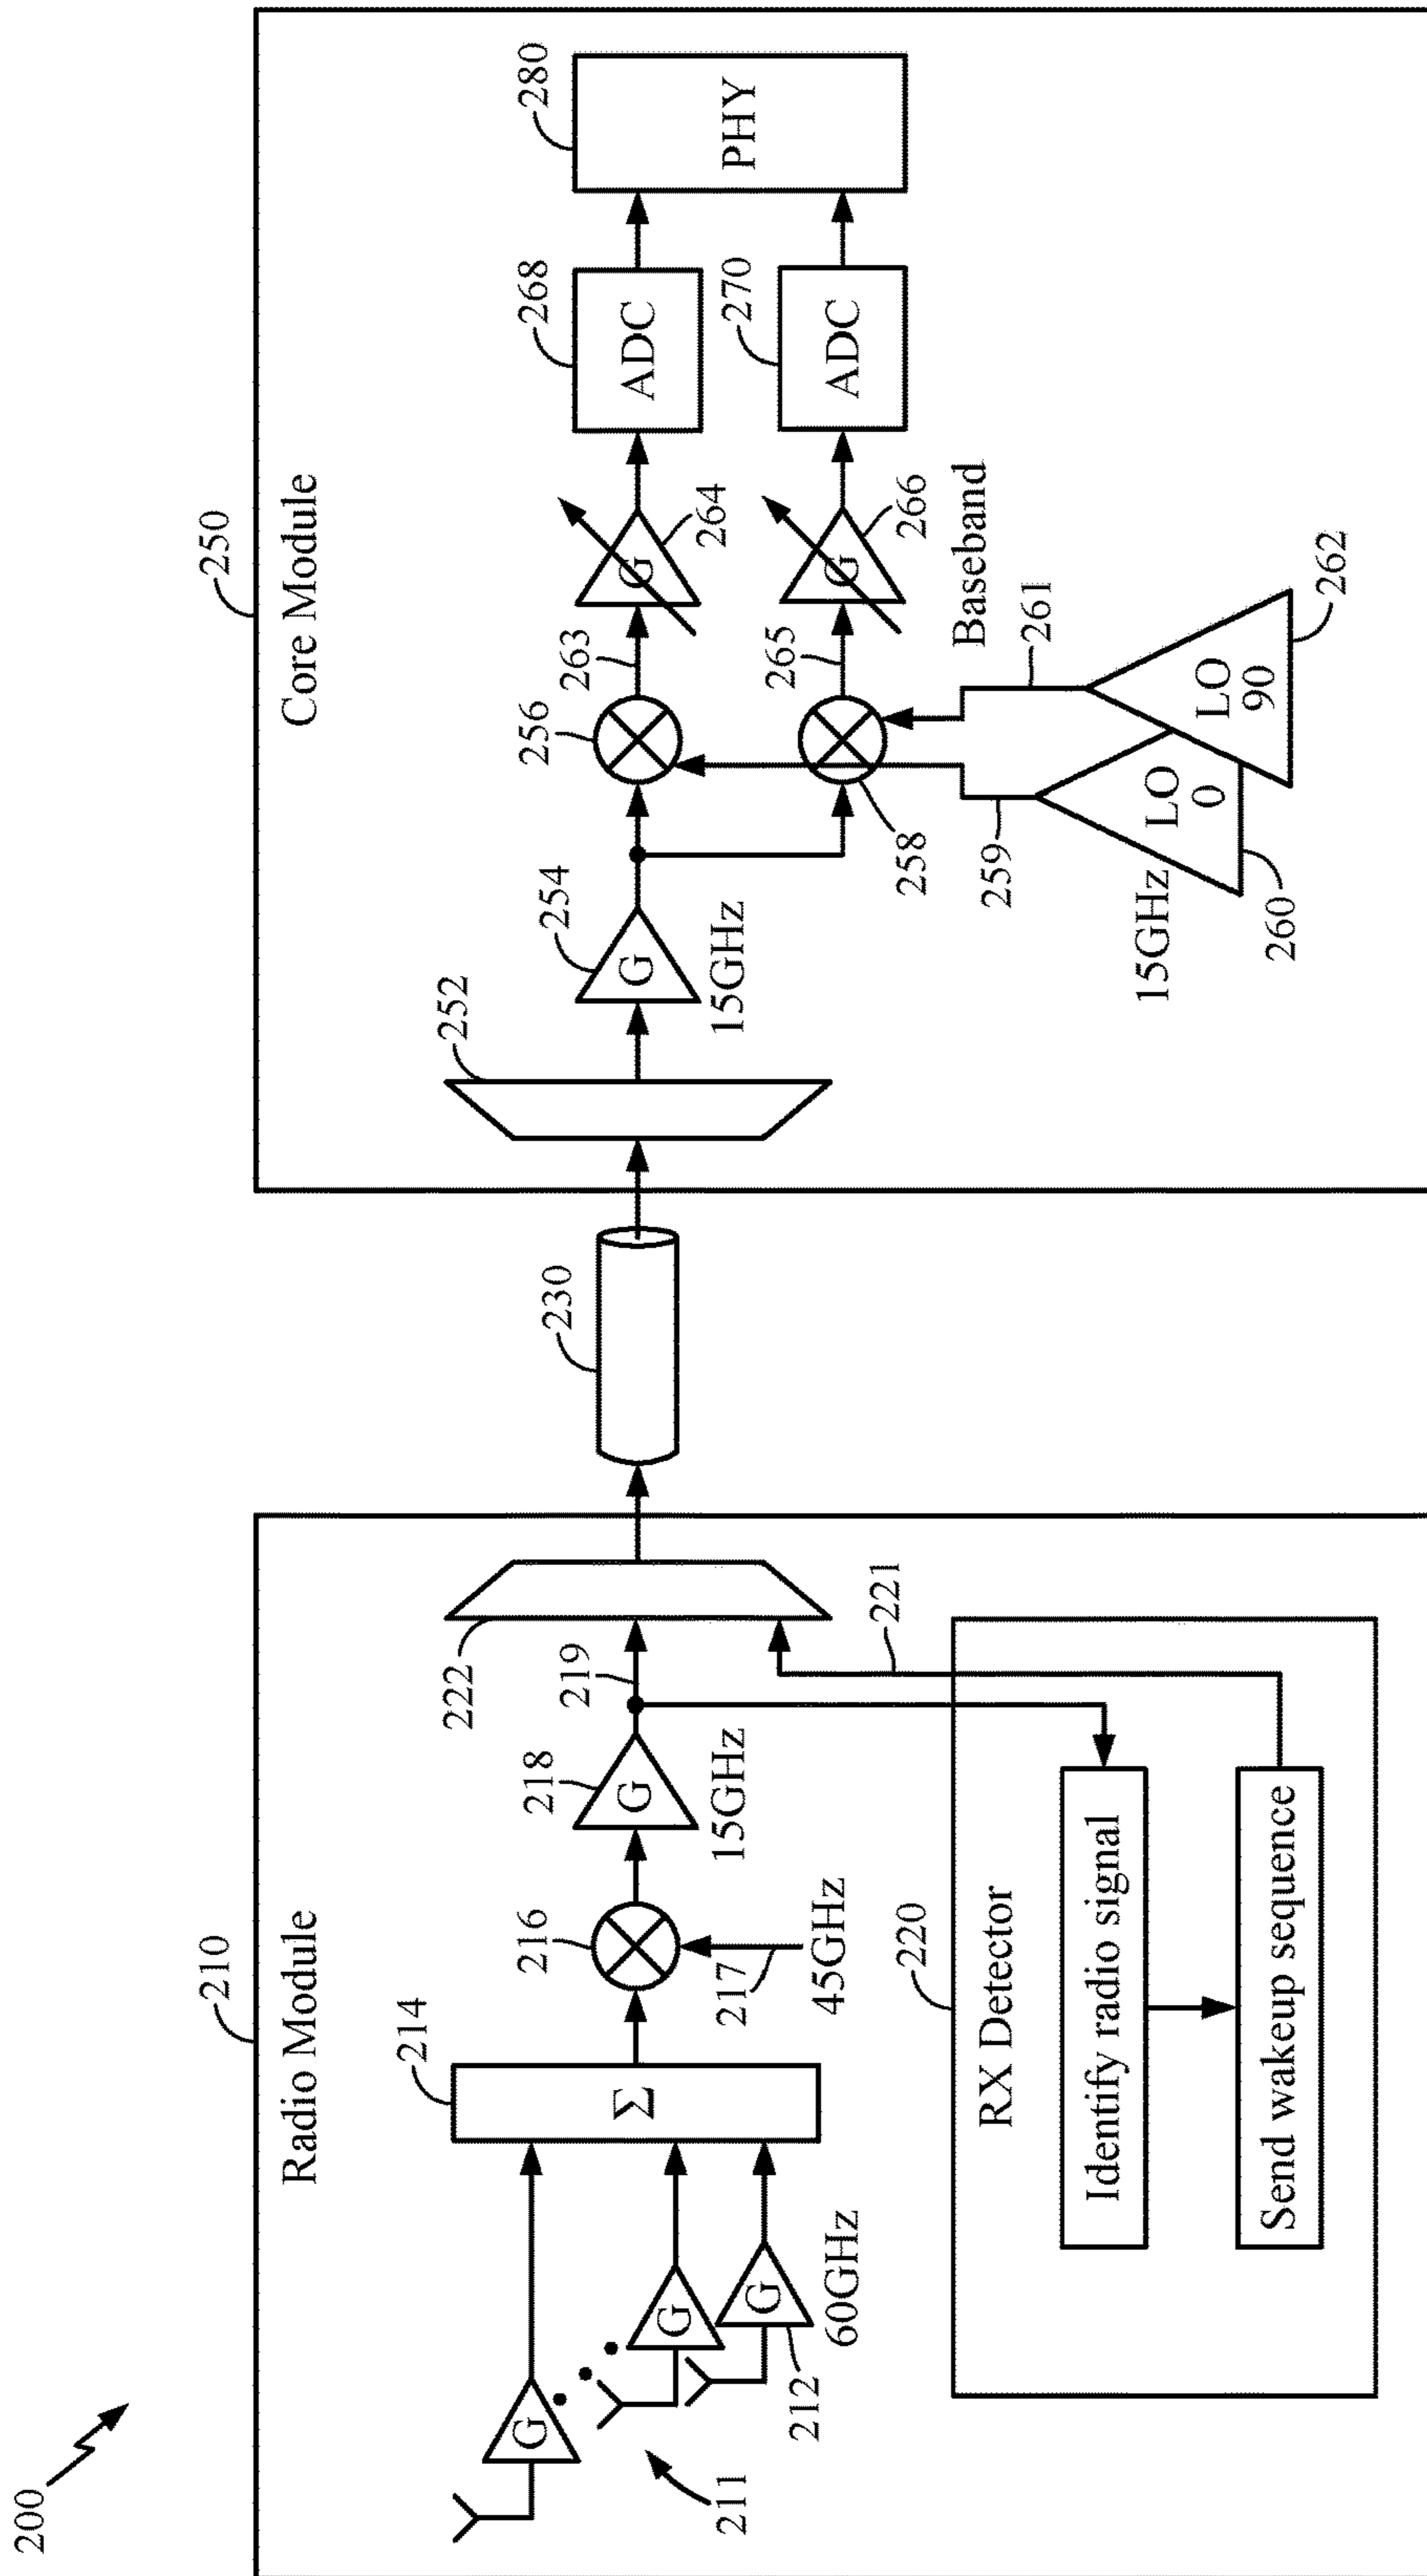 200
210
Radio Module
211
G
G
G
212
60GHz
214
Σ
216
217
45GHz
G
218
15GHz
219
222
220
RX Detector
Identify radio signal
Send wakeup sequence
221
230
250
Core Module
252
G
254
15GHz
256
258
263
265
G
264
G
266
Baseband
259
261
LO
0
LO
90
15GHz
260
262
ADC
268
ADC
270
PHY
280